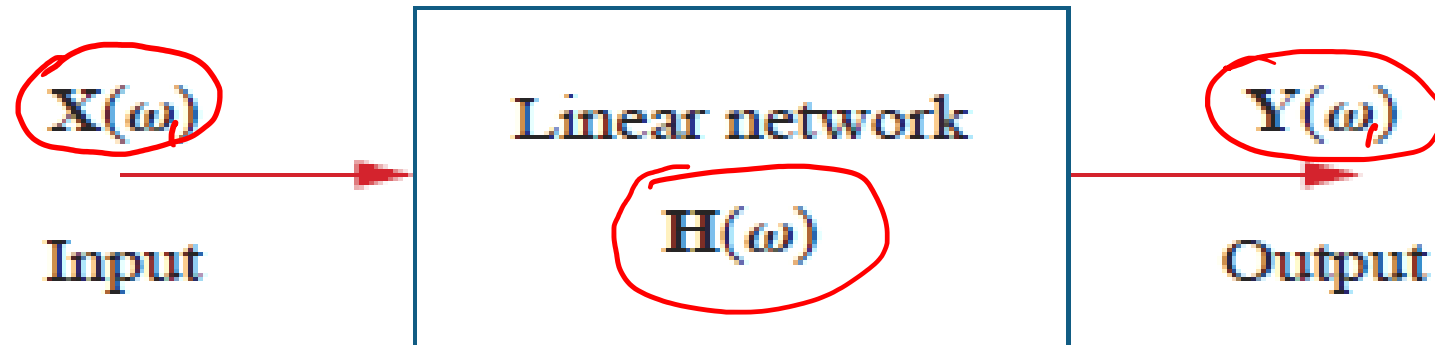 X(ω) Linear network Y(ω)
H(ω)
Input Output